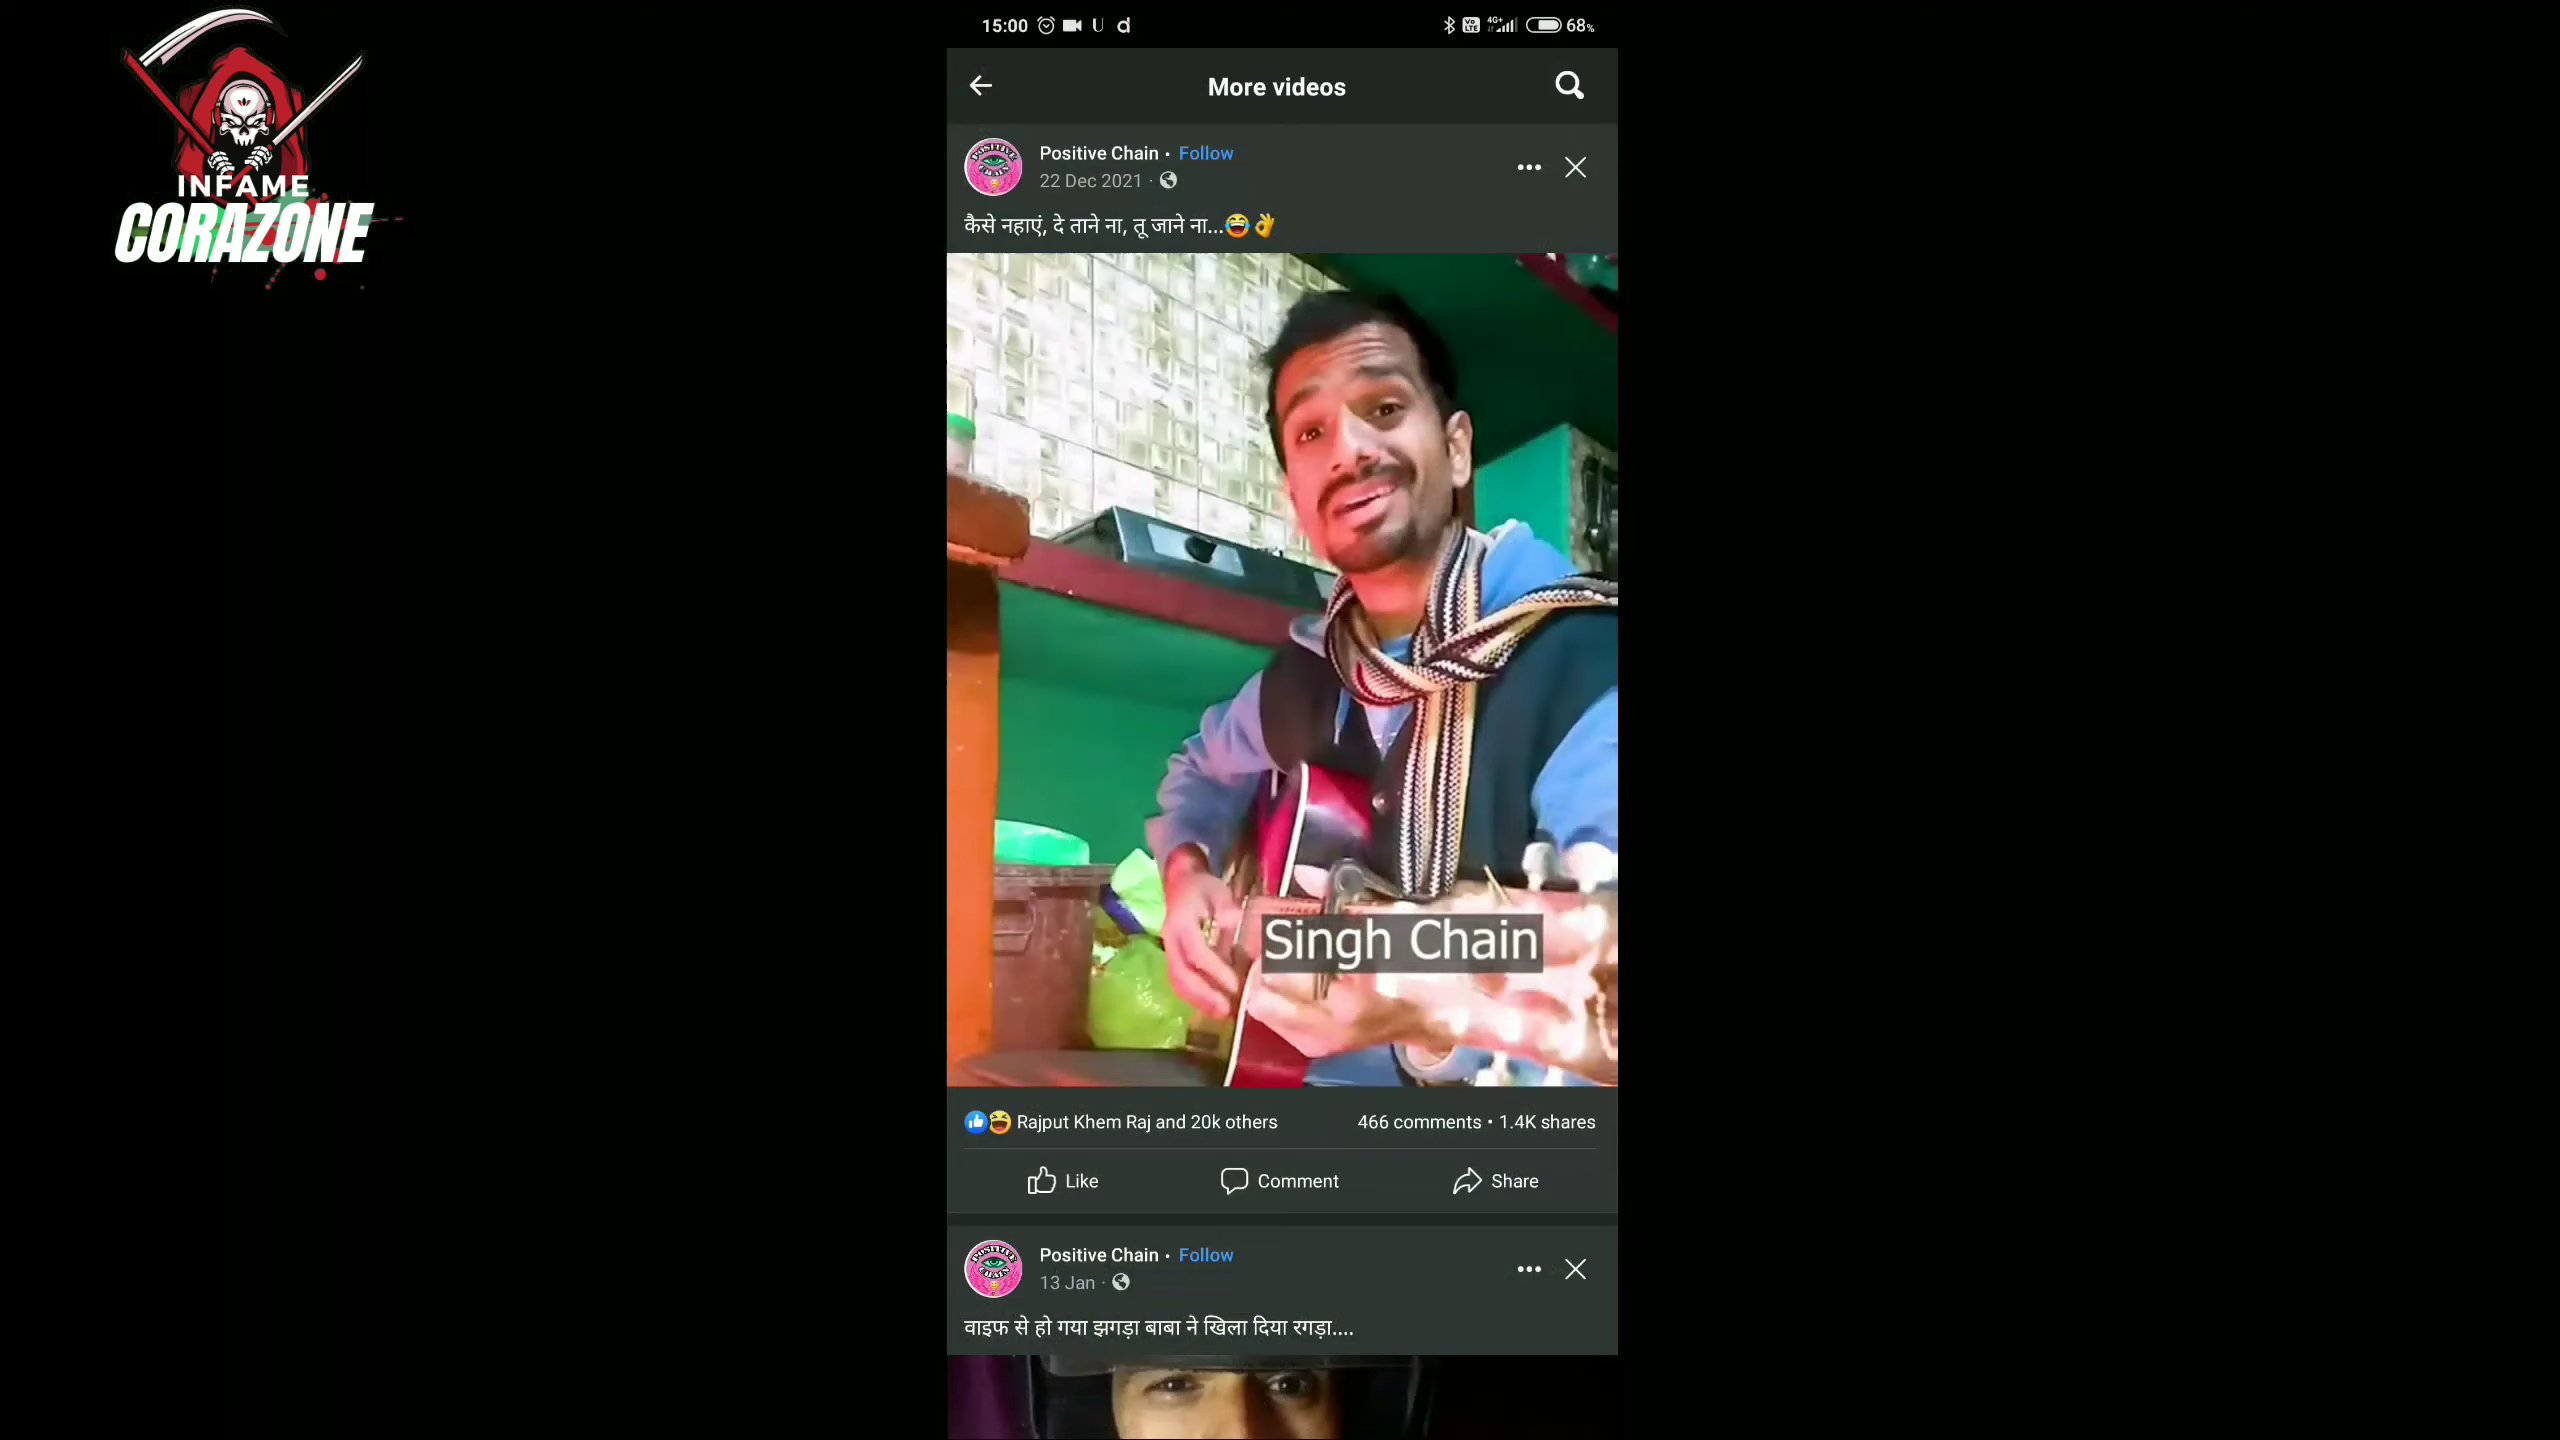 INFAME
CORAZONE
15:00 U d 4G+ 68%
More videos
Positive Chain • Follow
22 Dec 2021 ·
कैसे नहाएं, दे ताने ना, तू जाने ना...😂👌
Singh Chain
Rajput Khem Raj and 20k others 466 comments • 1.4K shares
Like Comment Share
Positive Chain • Follow
13 Jan ·
वाइफ से हो गया झगड़ा बाबा ने खिला दिया रगड़ा....